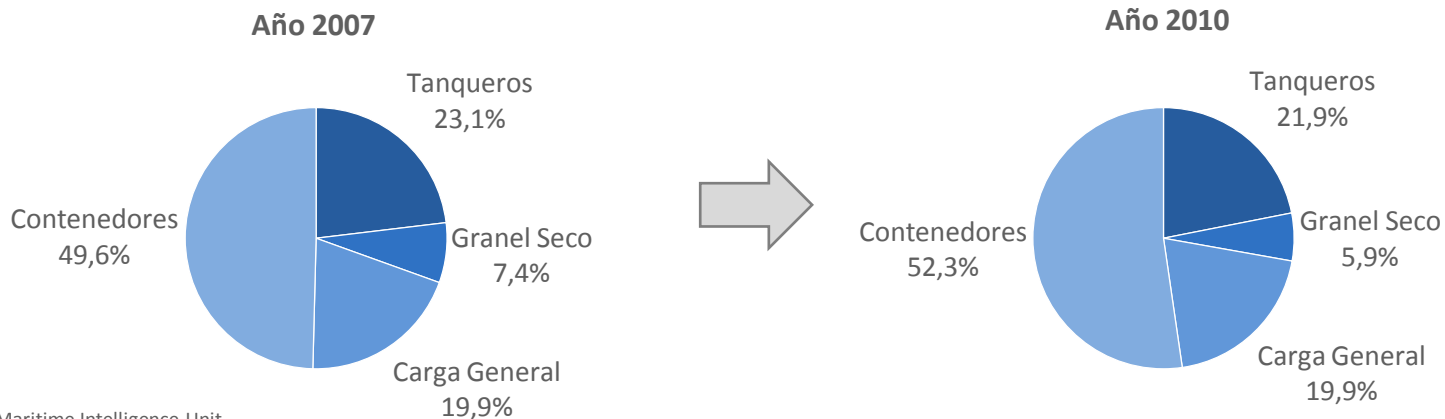 Año 2007
Tanqueros
23,1%
Contenedores
49,6%
Granel Seco
7,4%
Carga General
19,9%
Año 2010
Tanqueros
21,9%
Contenedores
52,3%
Granel Seco
5,9%
Carga General
19,9%
Maritime Intelligence Unit